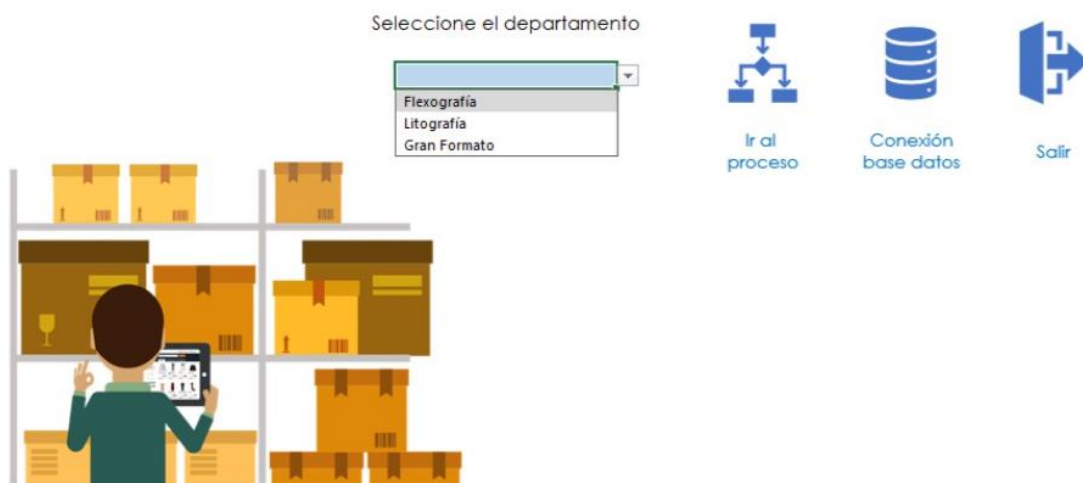 Seleccione el departamento
Flexografía
Litografía
Gran Formato
Ir al
proceso
Conexión
base datos
Salir